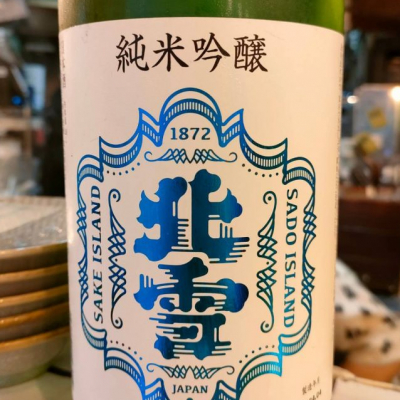 純米吟醸
1872
SAKE ISLAND
北雪
SADO ISLAND
JAPAN